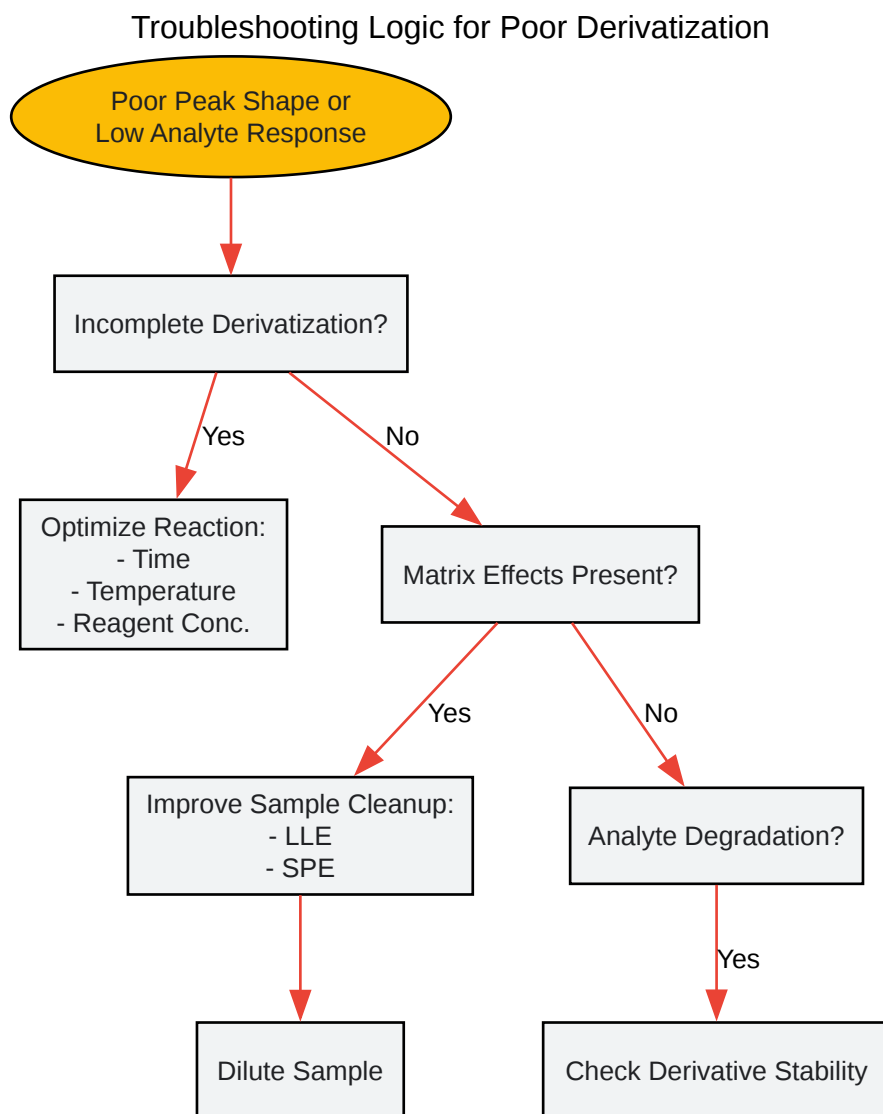 Troubleshooting Logic for Poor Derivatization
Poor Peak Shape or
Low Analyte Response
Incomplete Derivatization?
Yes
No
Optimize Reaction:
- Time
- Temperature
- Reagent Conc.
Matrix Effects Present?
Yes
No
Improve Sample Cleanup:
- LLE
- SPE
Analyte Degradation?
Yes
Dilute Sample
Check Derivative Stability